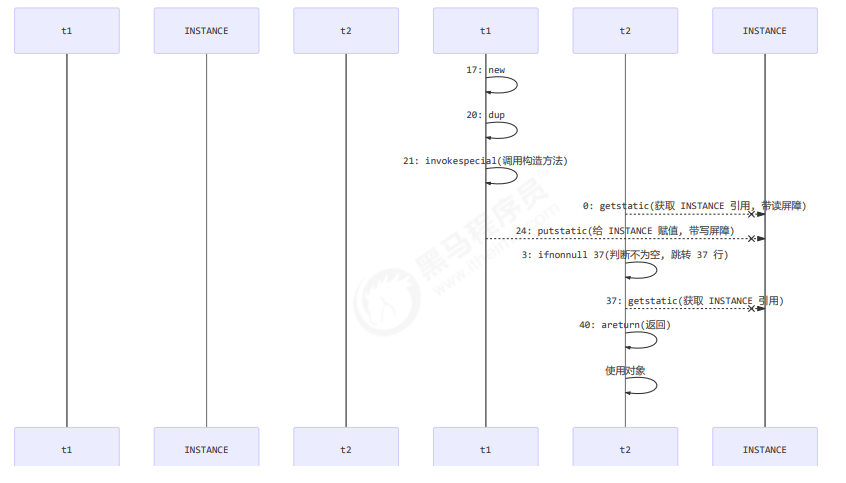 t1
INSTANCE
t2
t1
t2
INSTANCE
17: new
20: dup
21: invokespecial(调用构造方法)
0: getstatic(获取 INSTANCE 引用, 带读屏障)
24: putstatic(给 INSTANCE 赋值, 带写屏障)
3: ifnonnull 37(判断不为空, 跳转 37 行)
37: getstatic(获取 INSTANCE 引用)
40: areturn(返回)
使用对象
黑马程序员
t1
INSTANCE
t2
t1
t2
INSTANCE